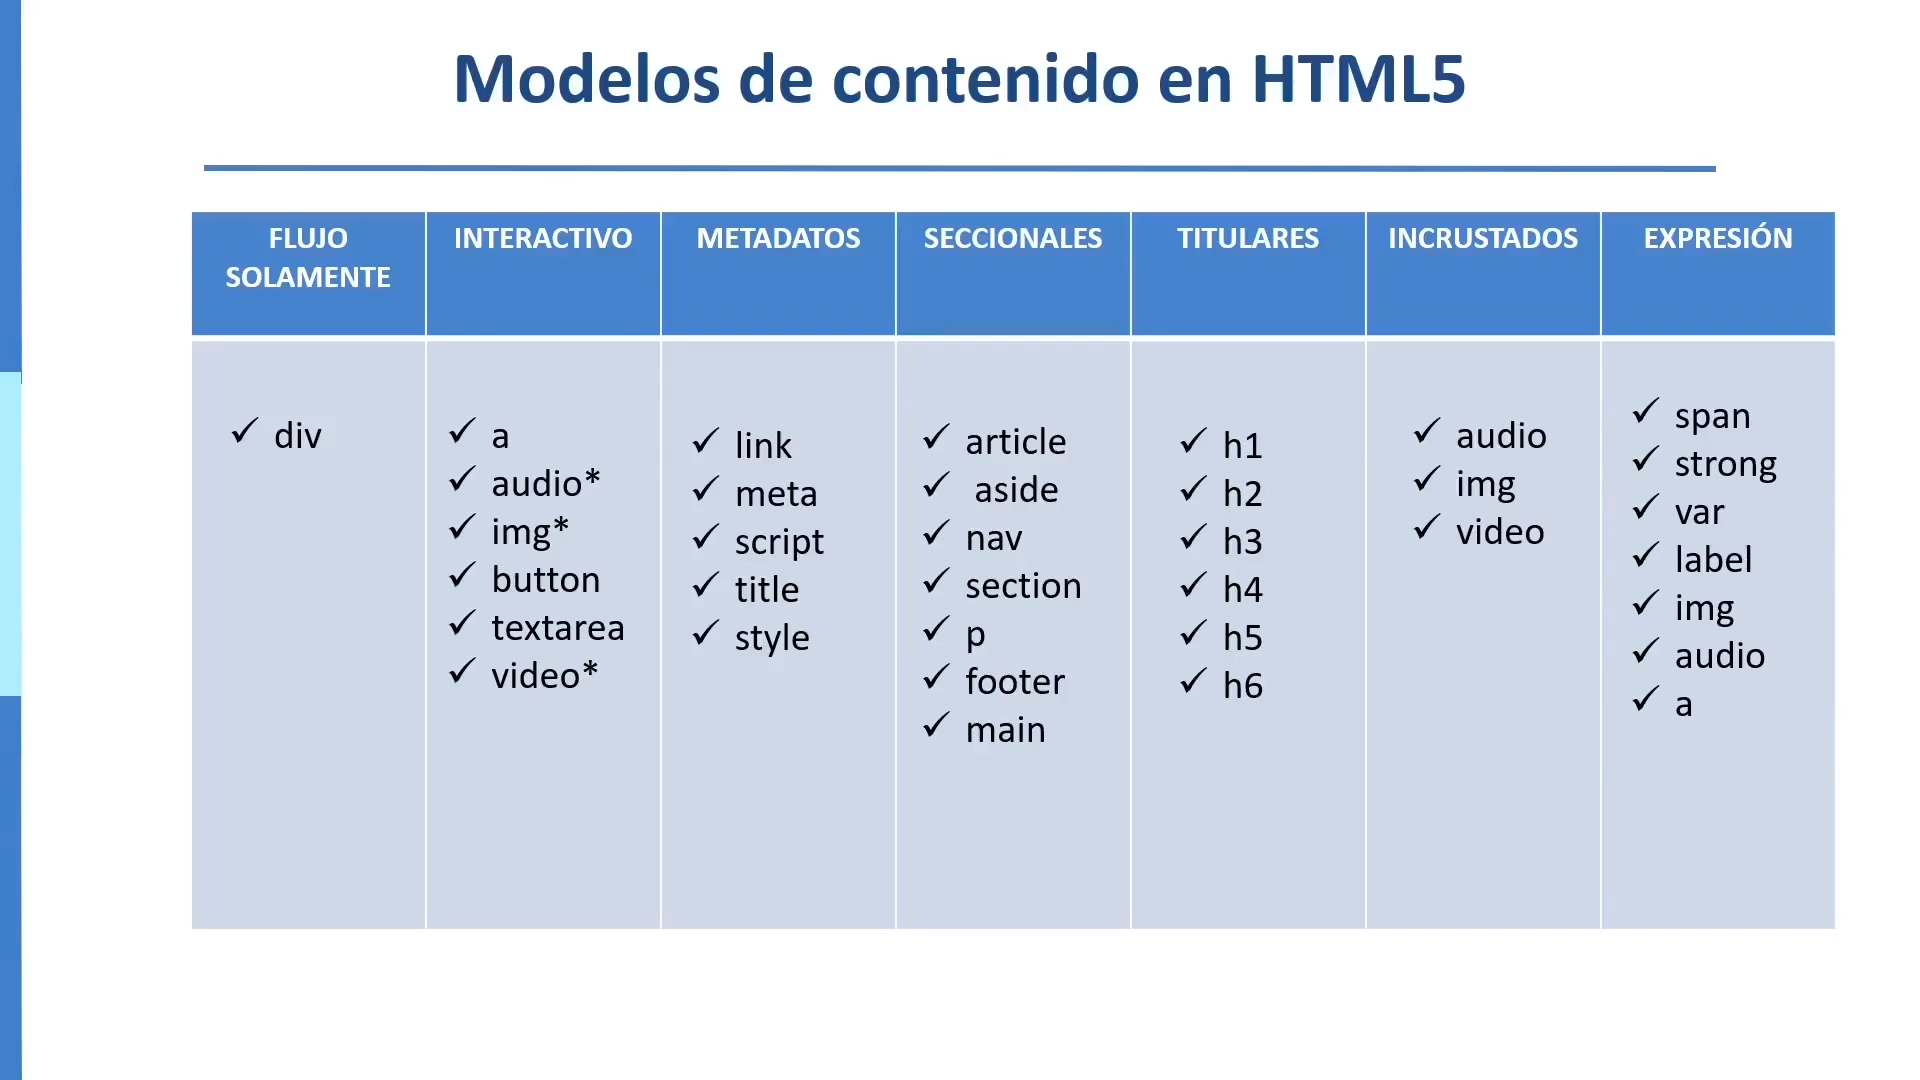 Modelos de contenido en HTML5
FLUJO
SOLAMENTE
INTERACTIVO
METADATOS
SECCIONALES
TITULARES
INCRUSTADOS
EXPRESIÓN
✓ div
✓ a
✓ audio*
✓ img*
✓ button
✓ textarea
✓ video*
✓ link
✓ meta
✓ script
✓ title
✓ style
✓ article
✓ aside
✓ nav
✓ section
✓ p
✓ footer
✓ main
✓ h1
✓ h2
✓ h3
✓ h4
✓ h5
✓ h6
✓ audio
✓ img
✓ video
✓ span
✓ strong
✓ var
✓ label
✓ img
✓ audio
✓ a